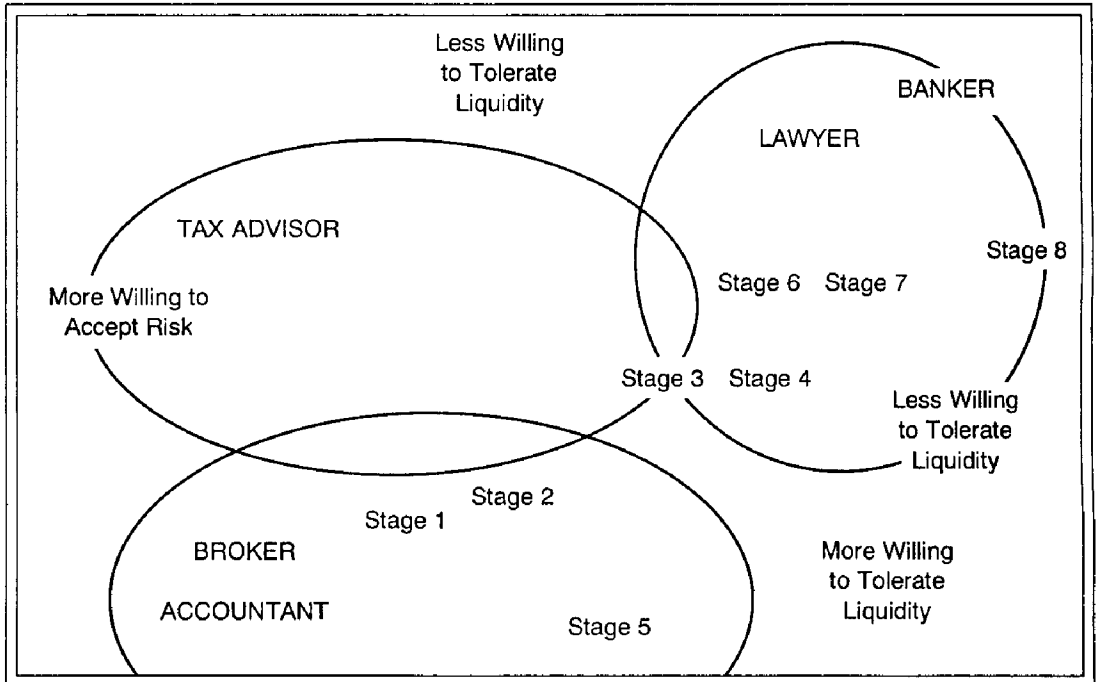 Less Willing
to Tolerate
Liquidity
BANKER
LAWYER
TAX ADVISOR
Stage 8
More Willing to
Accept Risk
Stage 6 Stage 7
Stage 3 Stage 4
Less Willing
to Tolerate
Liquidity
Stage 2
Stage 1
BROKER
More Willing
to Tolerate
Liquidity
ACCOUNTANT
Stage 5